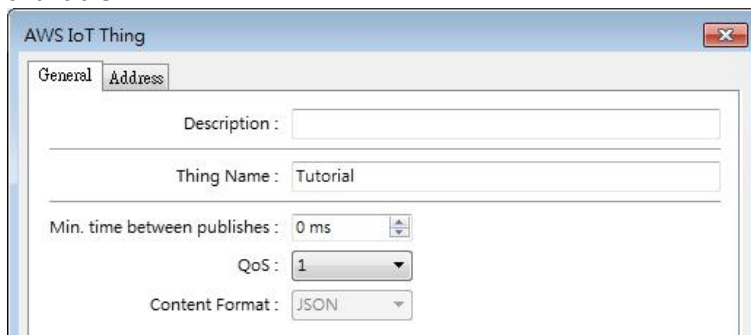 AWS IoT Thing
General Address
Description :
Thing Name : Tutorial
Min. time between publishes : 0 ms
QoS : 1
Content Format : JSON